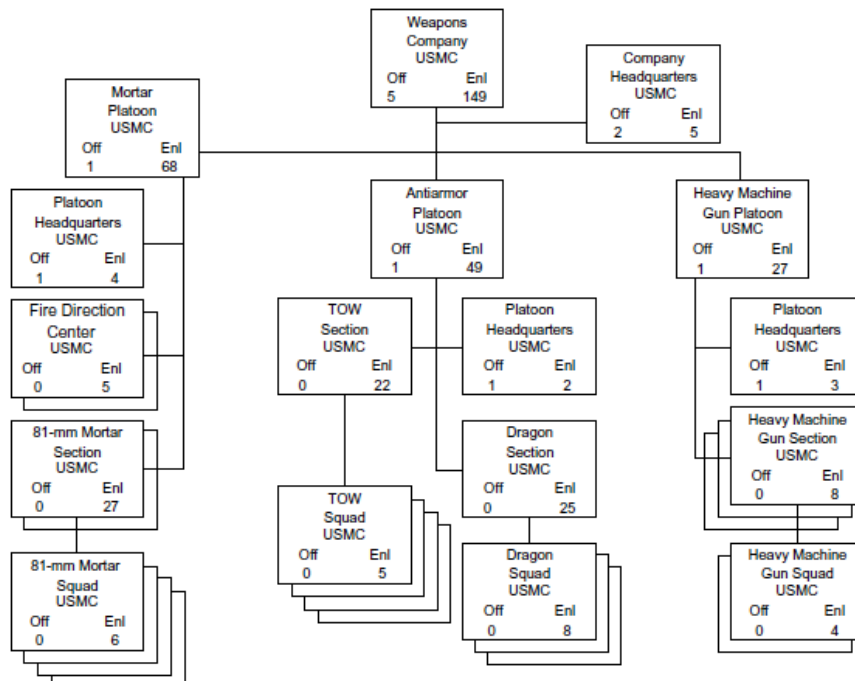 Weapons
Company
USMC
Off Enl
5 149
Company
Headquarters
USMC
Off Enl
2 5
Mortar
Platoon
USMC
Off Enl
1 68
Platoon
Headquarters
USMC
Off Enl
1 4
Fire Direction
Center
USMC
Off Enl
0 5
81-mm Mortar
Section
USMC
Off Enl
0 27
81-mm Mortar
Squad
USMC
Off Enl
0 6
Antiarmor
Platoon
USMC
Off Enl
1 49
TOW
Section
USMC
Off Enl
0 22
Platoon
Headquarters
USMC
Off Enl
1 2
TOW
Squad
USMC
Off Enl
0 5
Dragon
Section
USMC
Off Enl
0 25
Dragon
Squad
USMC
Off Enl
0 8
Heavy Machine
Gun Platoon
USMC
Off Enl
1 27
Platoon
Headquarters
USMC
Off Enl
1 3
Heavy Machine
Gun Section
USMC
Off Enl
0 8
Heavy Machine
Gun Squad
USMC
Off Enl
0 4